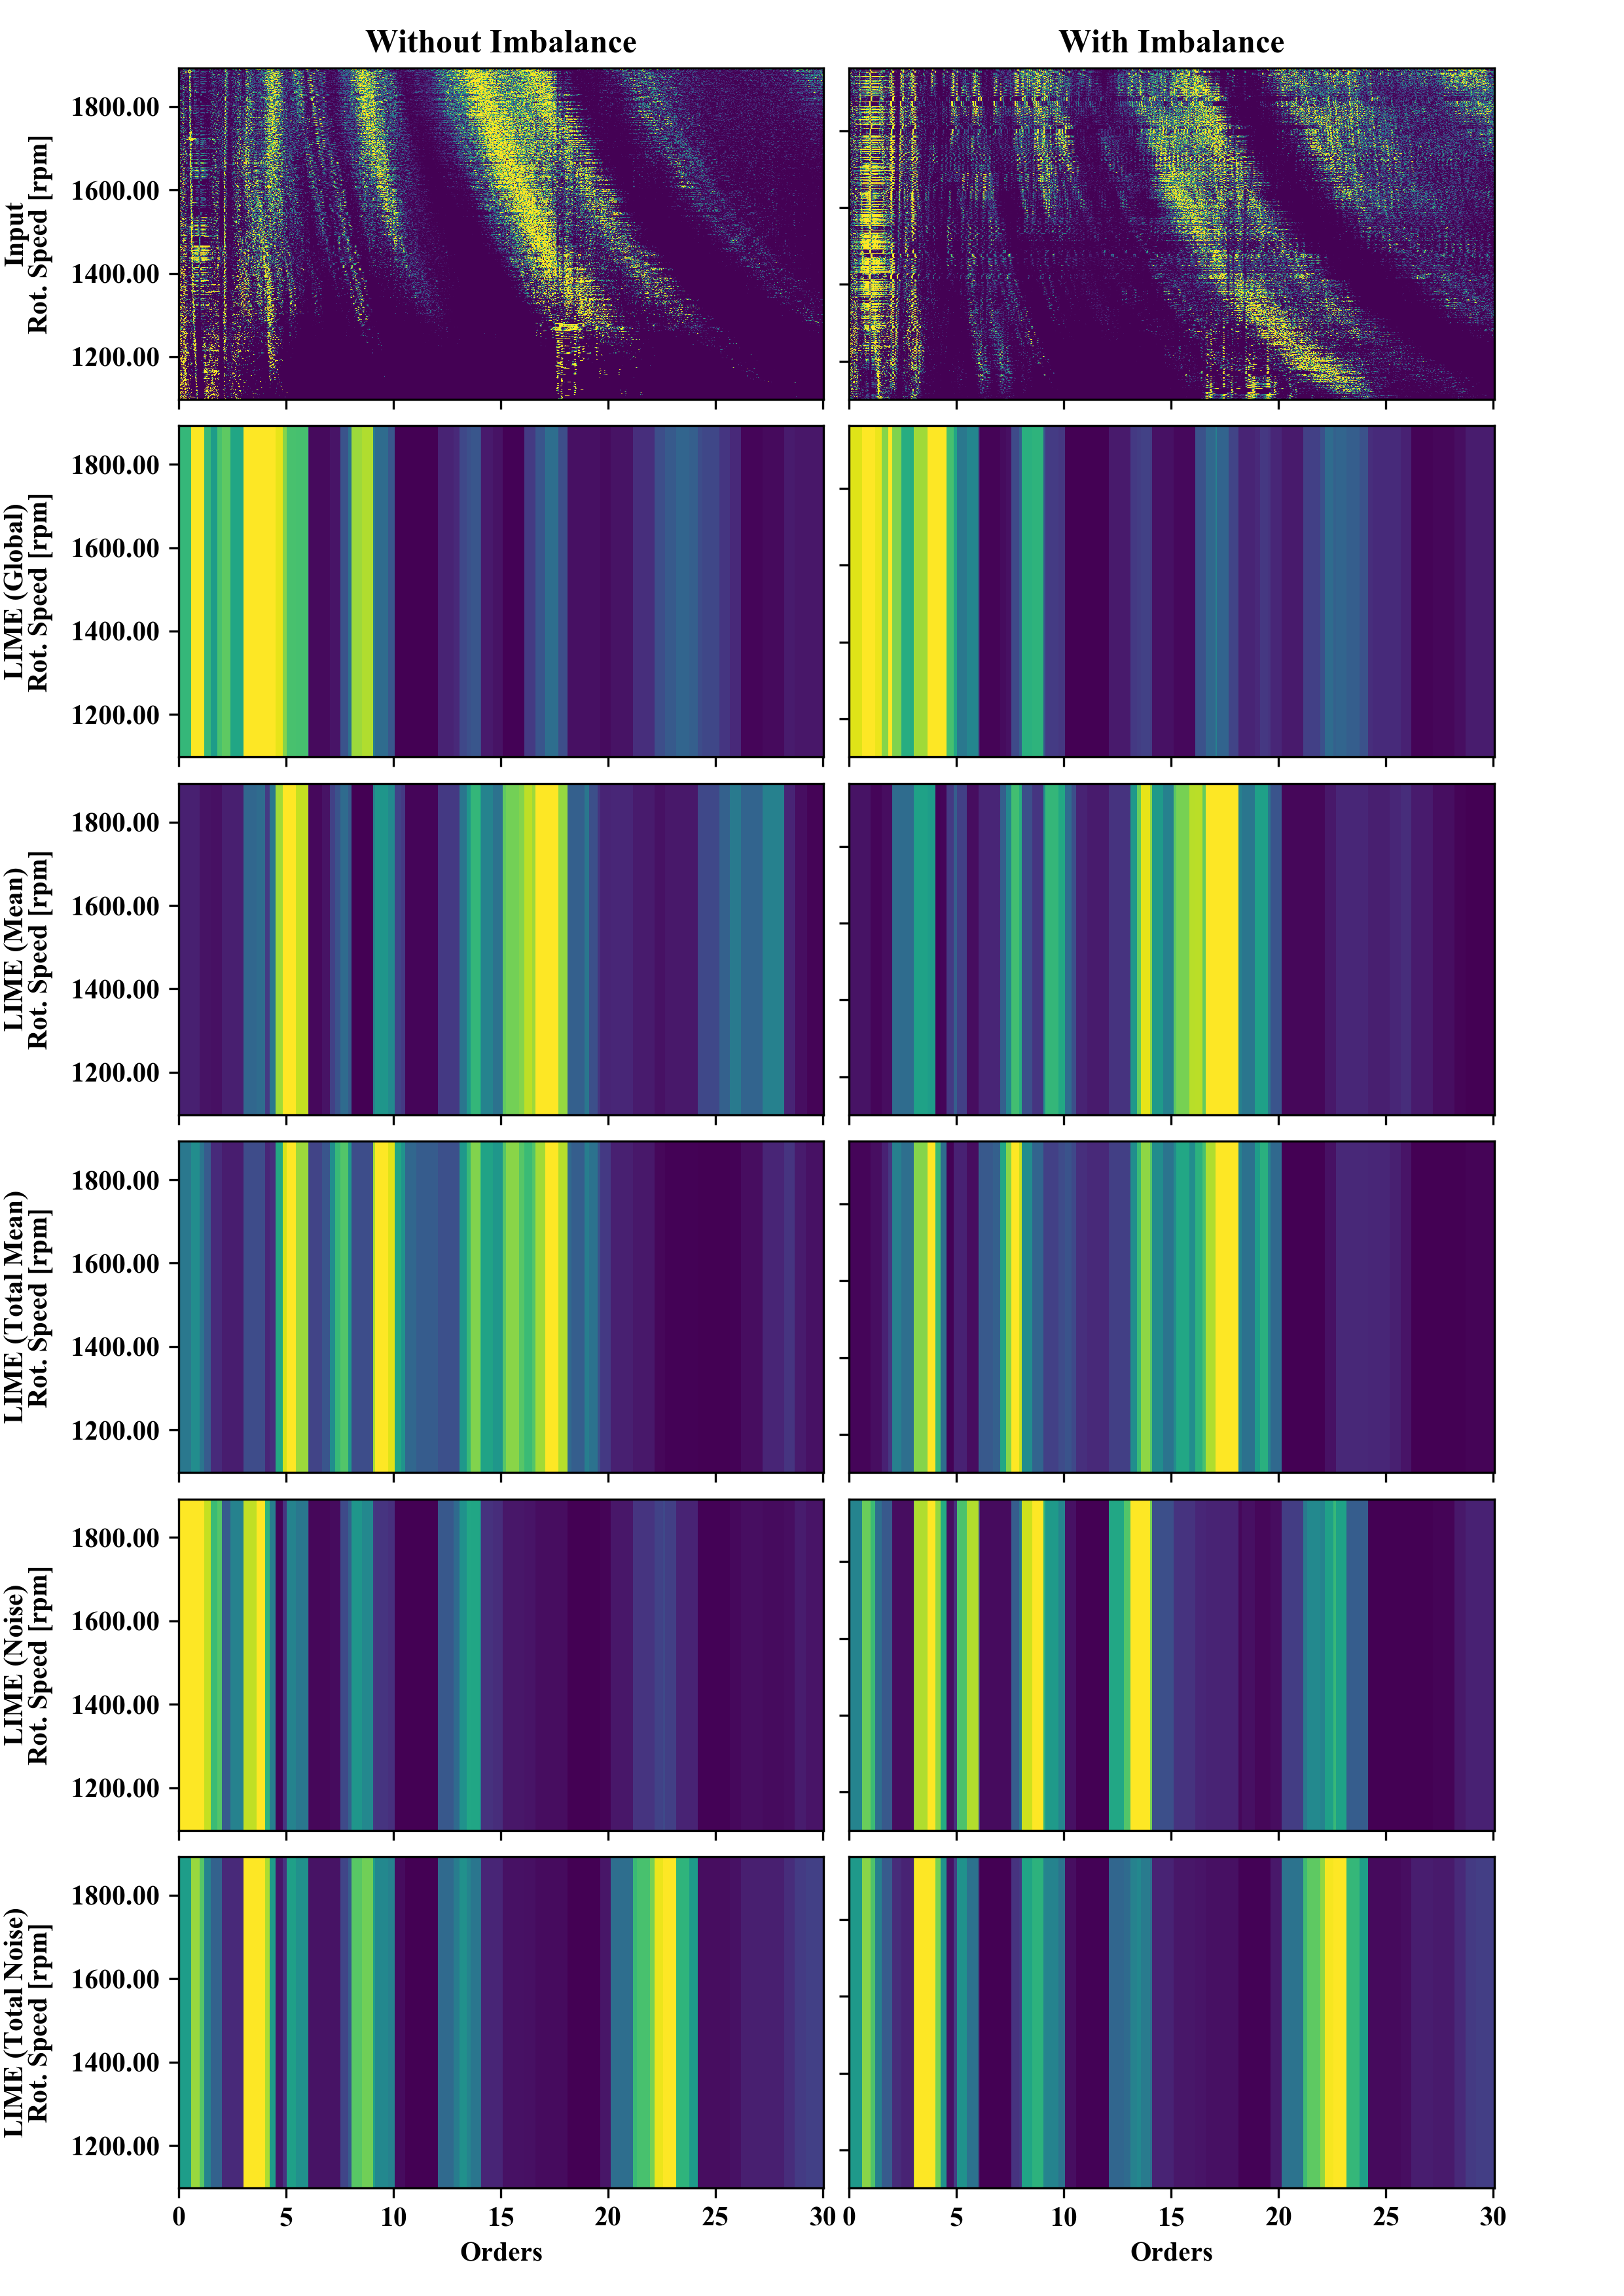 Without Imbalance
With Imbalance
Input
Rot. Speed [rpm]
1800.00
1600.00
1400.00
1200.00
LIME (Global)
Rot. Speed [rpm]
1800.00
1600.00
1400.00
1200.00
LIME (Mean)
Rot. Speed [rpm]
1800.00
1600.00
1400.00
1200.00
LIME (Total Mean)
Rot. Speed [rpm]
1800.00
1600.00
1400.00
1200.00
LIME (Noise)
Rot. Speed [rpm]
1800.00
1600.00
1400.00
1200.00
LIME (Total Noise)
Rot. Speed [rpm]
1800.00
1600.00
1400.00
1200.00
0 5 10 15 20 25 30
0 5 10 15 20 25 30
Orders
Orders